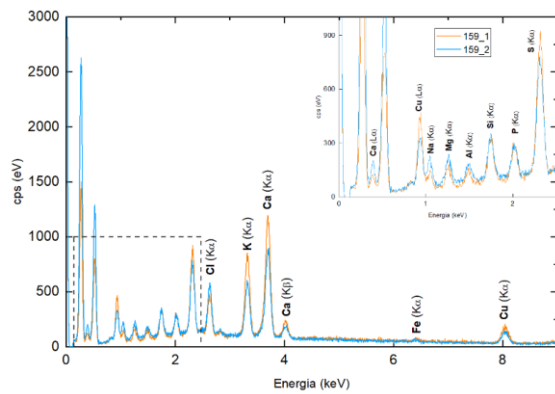 3000
2500
2000
1500
1000
500
0
cps (eV)
0
2
4
6
8
Energia (keV)
Cl (Kα)
K (Kα)
Ca (Kα)
Ca (Kβ)
Fe (Kα)
Cu (Kα)
159_1
159_2
900
600
300
0
cps (eV)
0
1
2
Energia (keV)
Ca (Lα)
Cu (Lα)
Na (Kα)
Mg (Kα)
Al (Kα)
Si (Kα)
P (Kα)
S (Kα)